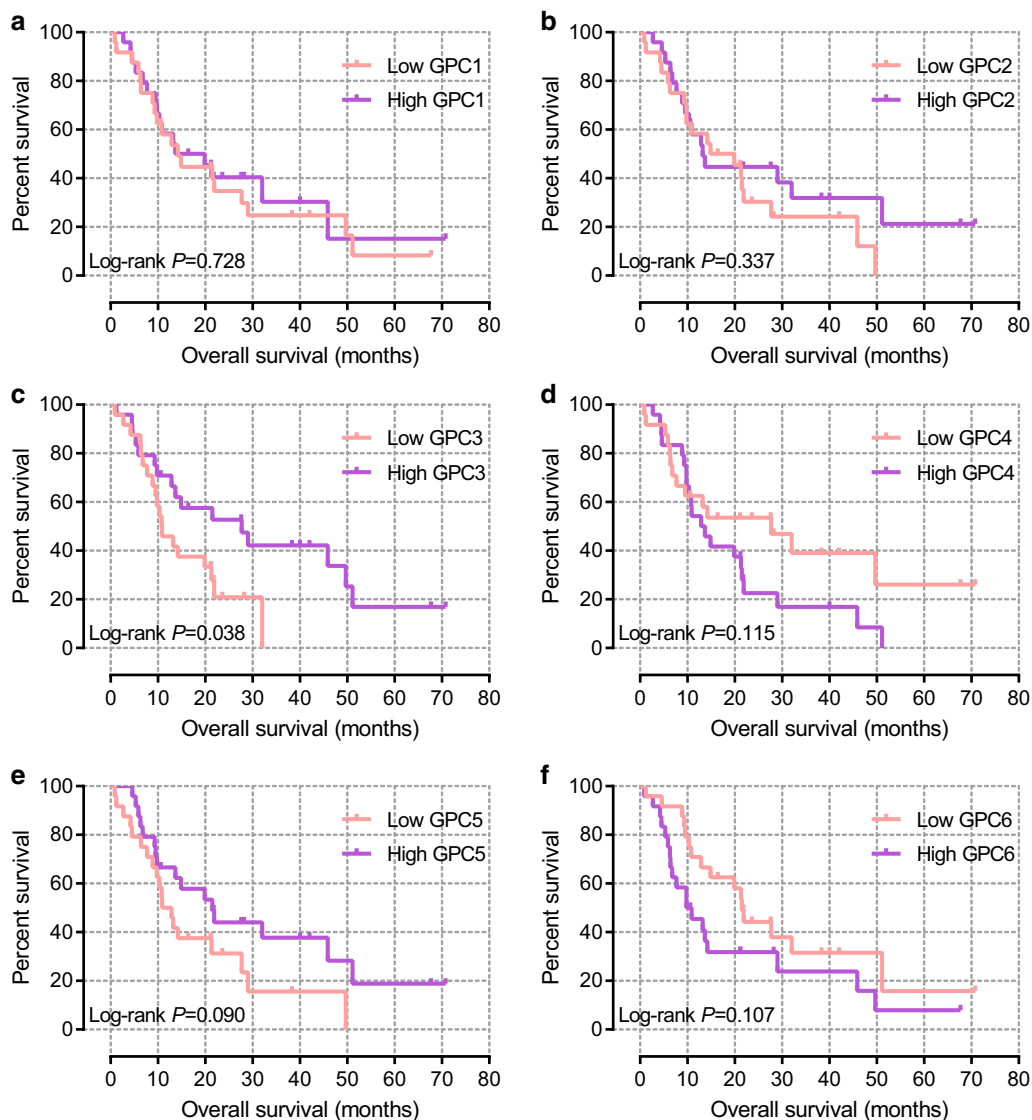 a
100
80
60
40
20
0
Percent survival
Low GPC1
High GPC1
Log-rank P=0.728
0 10 20 30 40 50 60 70 80
Overall survival (months)
b
100
80
60
40
20
0
Percent survival
Low GPC2
High GPC2
Log-rank P=0.337
0 10 20 30 40 50 60 70 80
Overall survival (months)
c
100
80
60
40
20
0
Percent survival
Low GPC3
High GPC3
Log-rank P=0.038
0 10 20 30 40 50 60 70 80
Overall survival (months)
d
100
80
60
40
20
0
Percent survival
Low GPC4
High GPC4
Log-rank P=0.115
0 10 20 30 40 50 60 70 80
Overall survival (months)
e
100
80
60
40
20
0
Percent survival
Low GPC5
High GPC5
Log-rank P=0.090
0 10 20 30 40 50 60 70 80
Overall survival (months)
f
100
80
60
40
20
0
Percent survival
Low GPC6
High GPC6
Log-rank P=0.107
0 10 20 30 40 50 60 70 80
Overall survival (months)